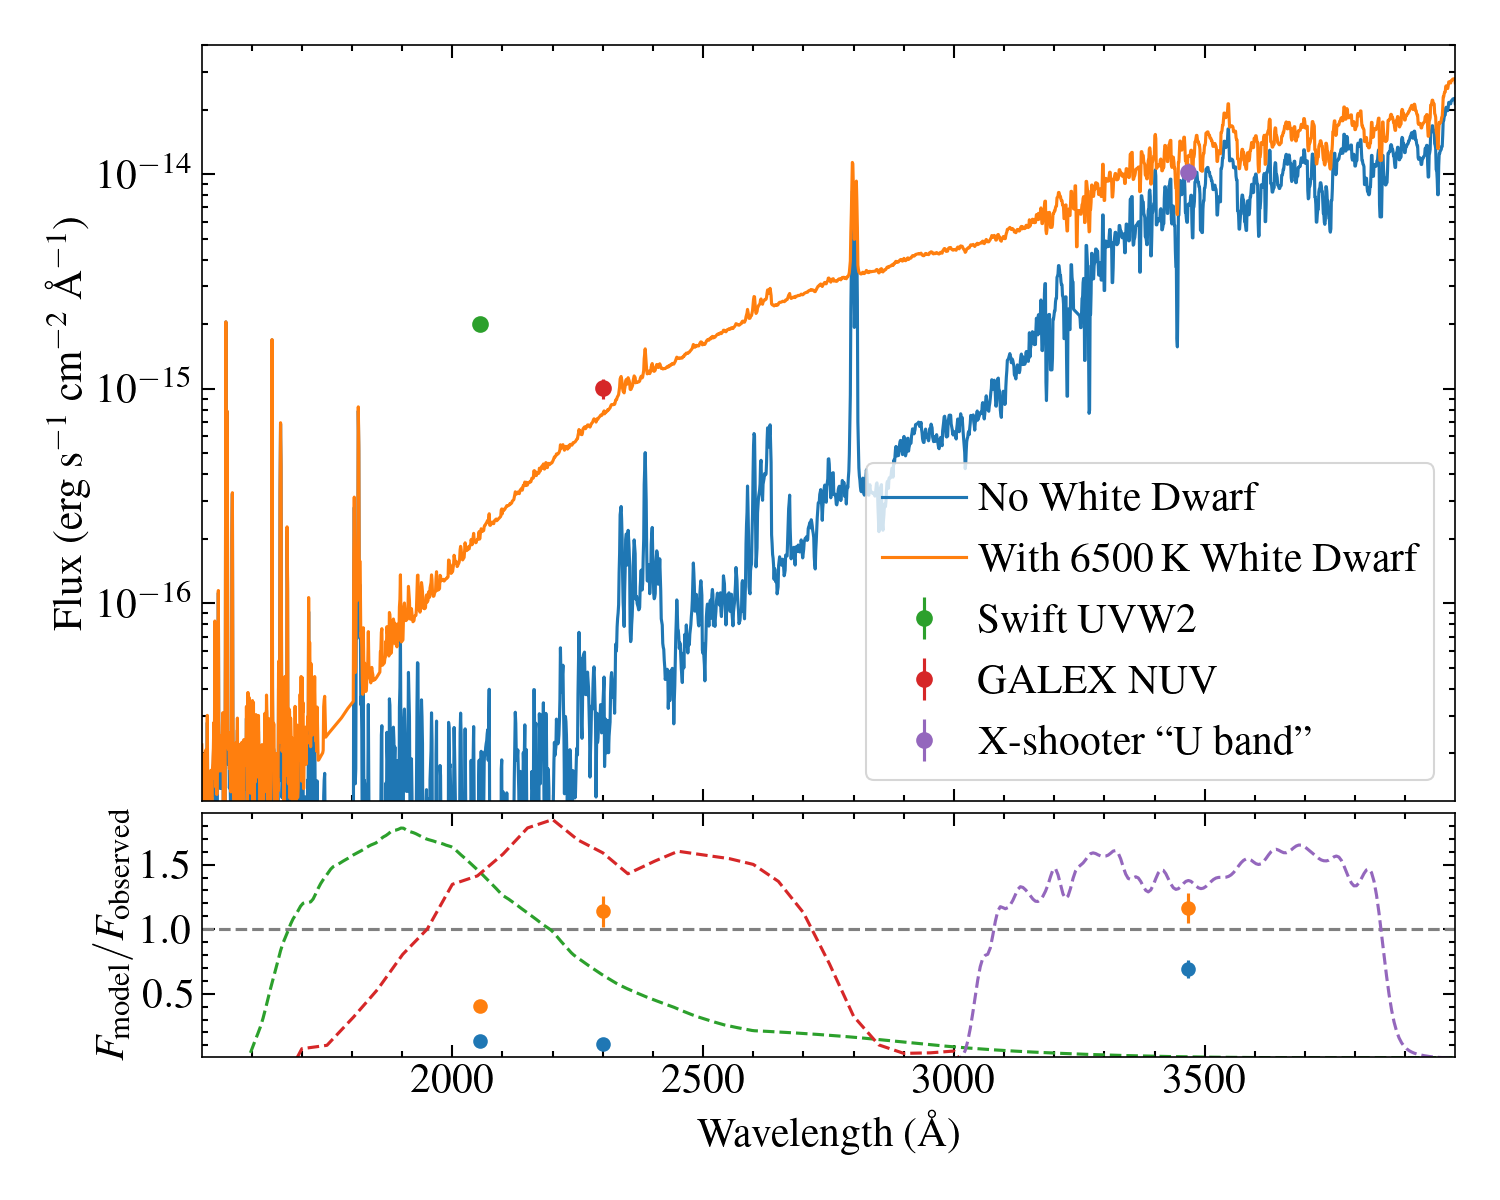 Flux (erg s⁻¹ cm⁻² Å⁻¹)
10⁻¹⁴
10⁻¹⁵
10⁻¹⁶
No White Dwarf
With 6500 K White Dwarf
Swift UVW2
GALEX NUV
X-shooter “U band”
F_model/F_observed
1.5
1.0
0.5
2000 2500 3000 3500
Wavelength (Å)